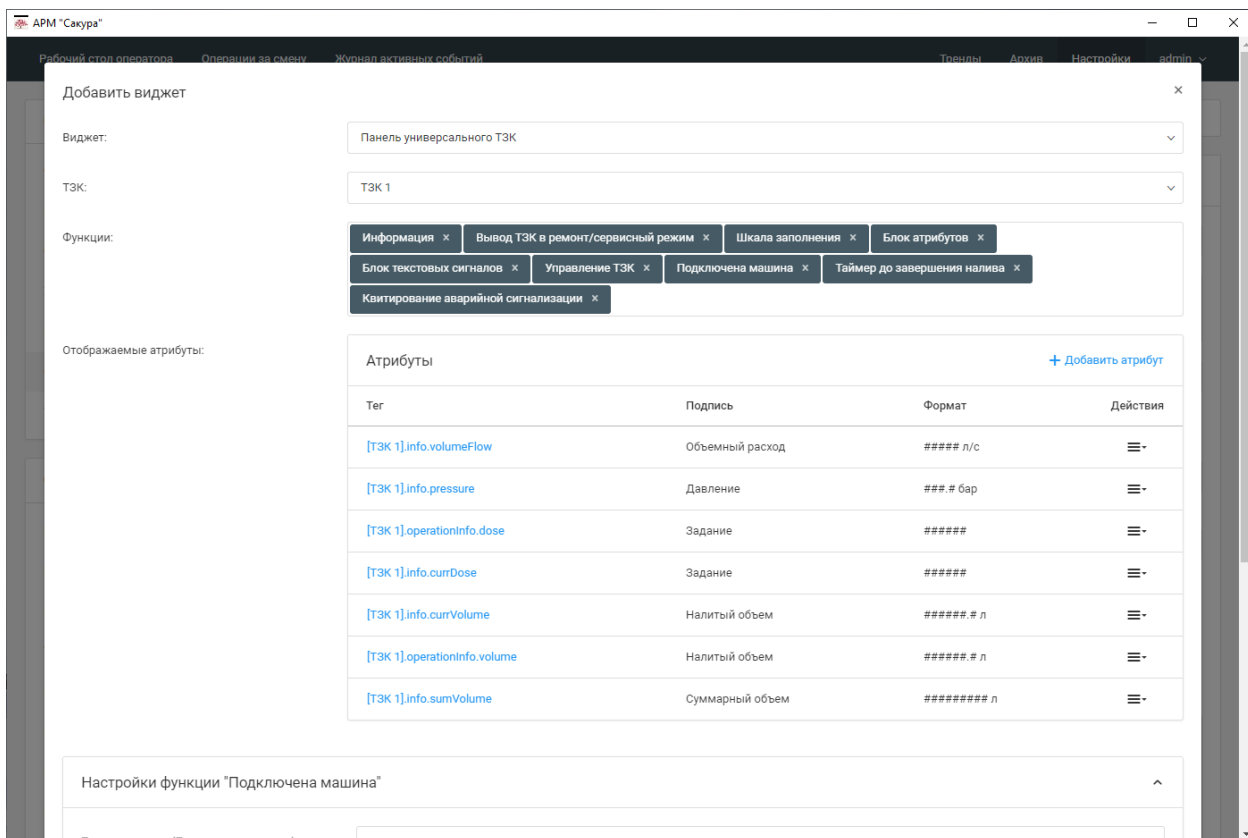 АРМ "Сакура"
Рабочий стол оператора Операции за смену Журнал активных событий Тренды Архив Настройки admin
Добавить виджет ×
Виджет: Панель универсального ТЗК
ТЗК: ТЗК 1
Функции: Информация × Вывод ТЗК в ремонт/сервисный режим × Шкала заполнения × Блок атрибутов ×
Блок текстовых сигналов × Управление ТЗК × Подключена машина × Таймер до завершения налива ×
Квитирование аварийной сигнализации ×
Отображаемые атрибуты: Атрибуты + Добавить атрибут
Тег Подпись Формат Действия
[ТЗК 1].info.volumeFlow Объемный расход ##### л/с
[ТЗК 1].info.pressure Давление ###.# бар
[ТЗК 1].operationInfo.dose Задание ######
[ТЗК 1].info.currDose Задание ######
[ТЗК 1].info.currVolume Налитый объем ######.# л
[ТЗК 1].operationInfo.volume Налитый объем ######.# л
[ТЗК 1].info.sumVolume Суммарный объем ######### л
Настройки функции "Подключена машина"